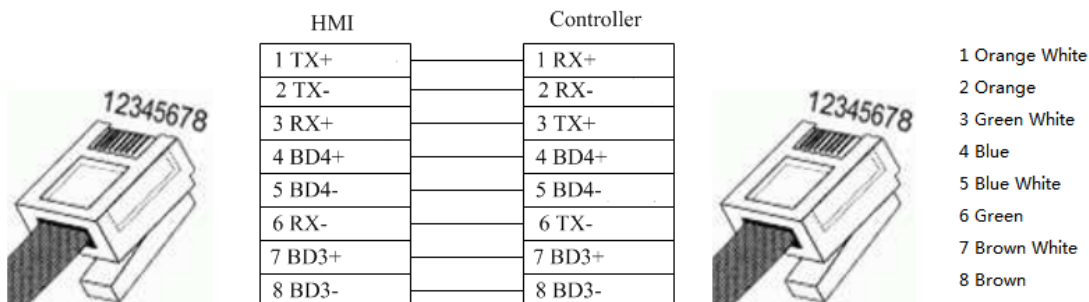 HMI Controller
12345678
1 TX+ 1 RX+
2 TX- 2 RX-
3 RX+ 3 TX+
4 BD4+ 4 BD4+
5 BD4- 5 BD4-
6 RX- 6 TX-
7 BD3+ 7 BD3+
8 BD3- 8 BD3-
12345678
1 Orange White
2 Orange
3 Green White
4 Blue
5 Blue White
6 Green
7 Brown White
8 Brown